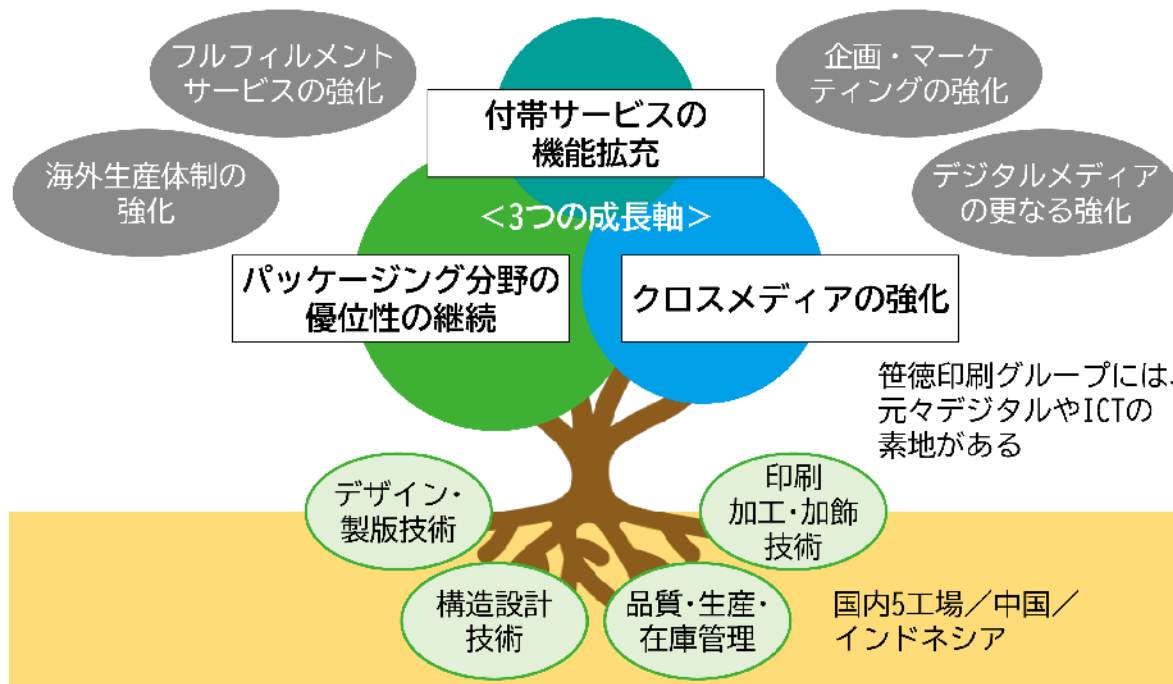 フルフィルメント
サービスの強化
企画・マーケ
ティングの強化
付帯サービスの
機能拡充
海外生産体制の
強化
デジタルメディア
の更なる強化
＜3つの成長軸＞
パッケージング分野の
優位性の継続
クロスメディアの強化
笹徳印刷グループには、
元々デジタルやICTの
素地がある
デザイン・
製版技術
印刷
加工・加飾
技術
構造設計
技術
品質・生産・
在庫管理
国内5工場／中国／
インドネシア